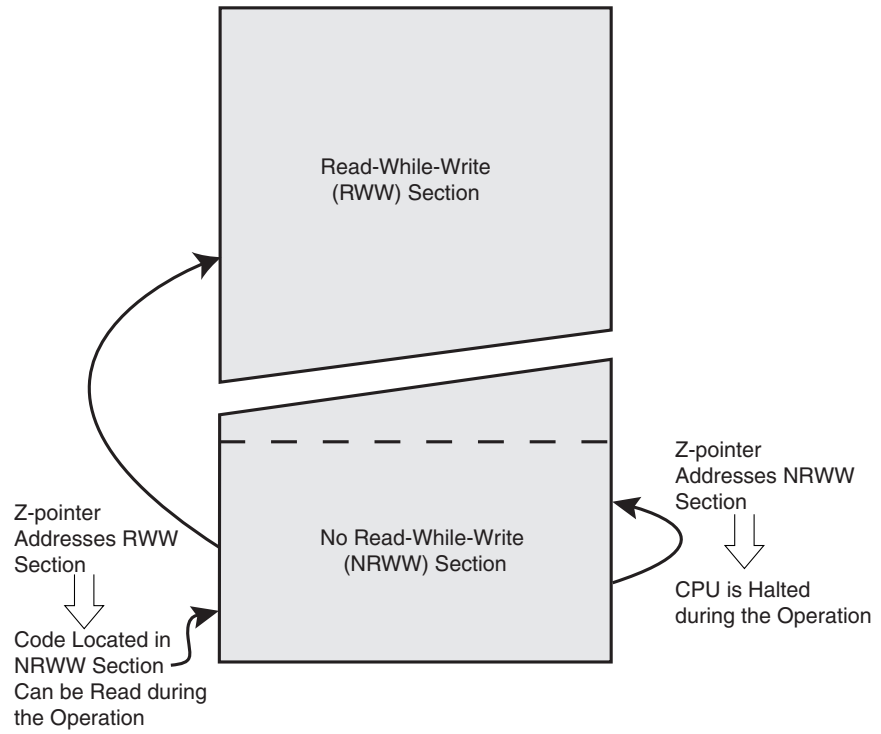 Read-While-Write
(RWW) Section
Z-pointer
Addresses NRWW
Section
No Read-While-Write
(NRWW) Section
CPU is Halted
during the Operation
Z-pointer
Addresses RWW
Section
Code Located in
NRWW Section
Can be Read during
the Operation